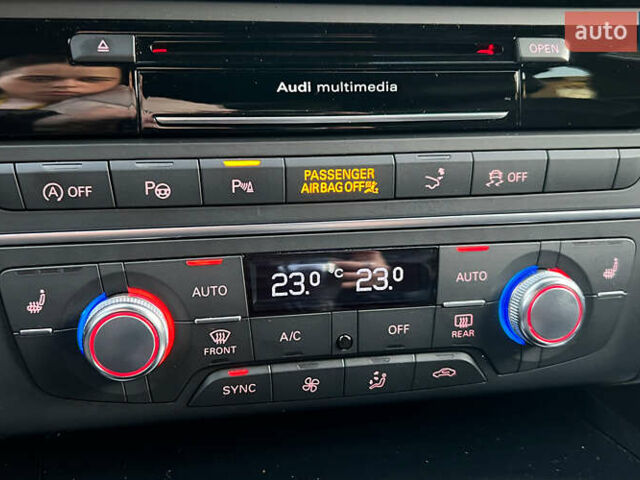 auto
OPEN
Audi multimedia
OFF
P
P
PASSENGER
AIRBAG OFF
OFF
AUTO
23.0 °C 23.0
AUTO
FRONT
A/C
OFF
REAR
SYNC